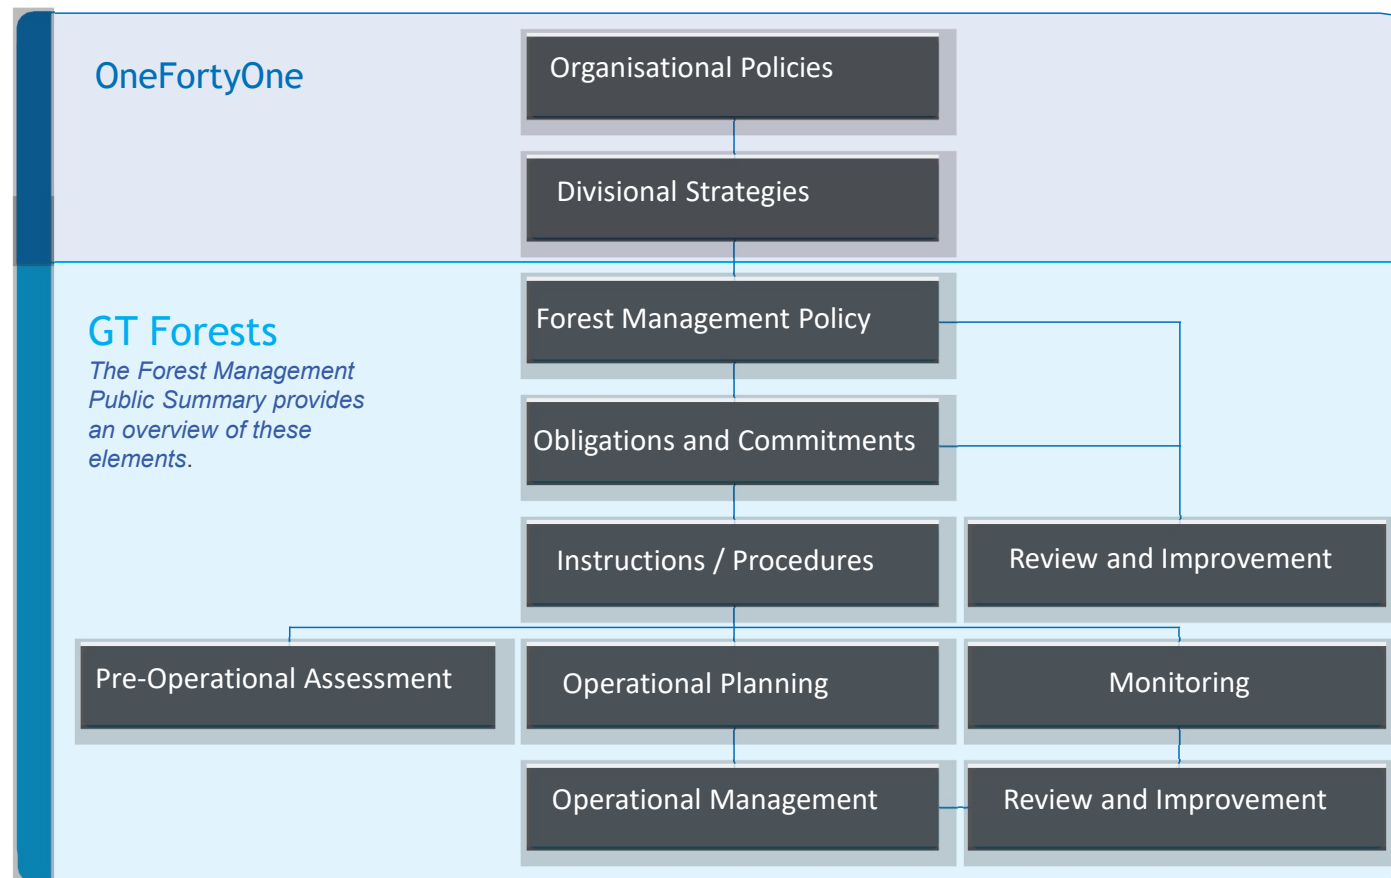 OneFortyOne
Organisational Policies
Divisional Strategies
GT Forests
The Forest Management
Public Summary provides
an overview of these
elements.
Forest Management Policy
Obligations and Commitments
Instructions / Procedures
Review and Improvement
Pre-Operational Assessment
Operational Planning
Monitoring
Operational Management
Review and Improvement